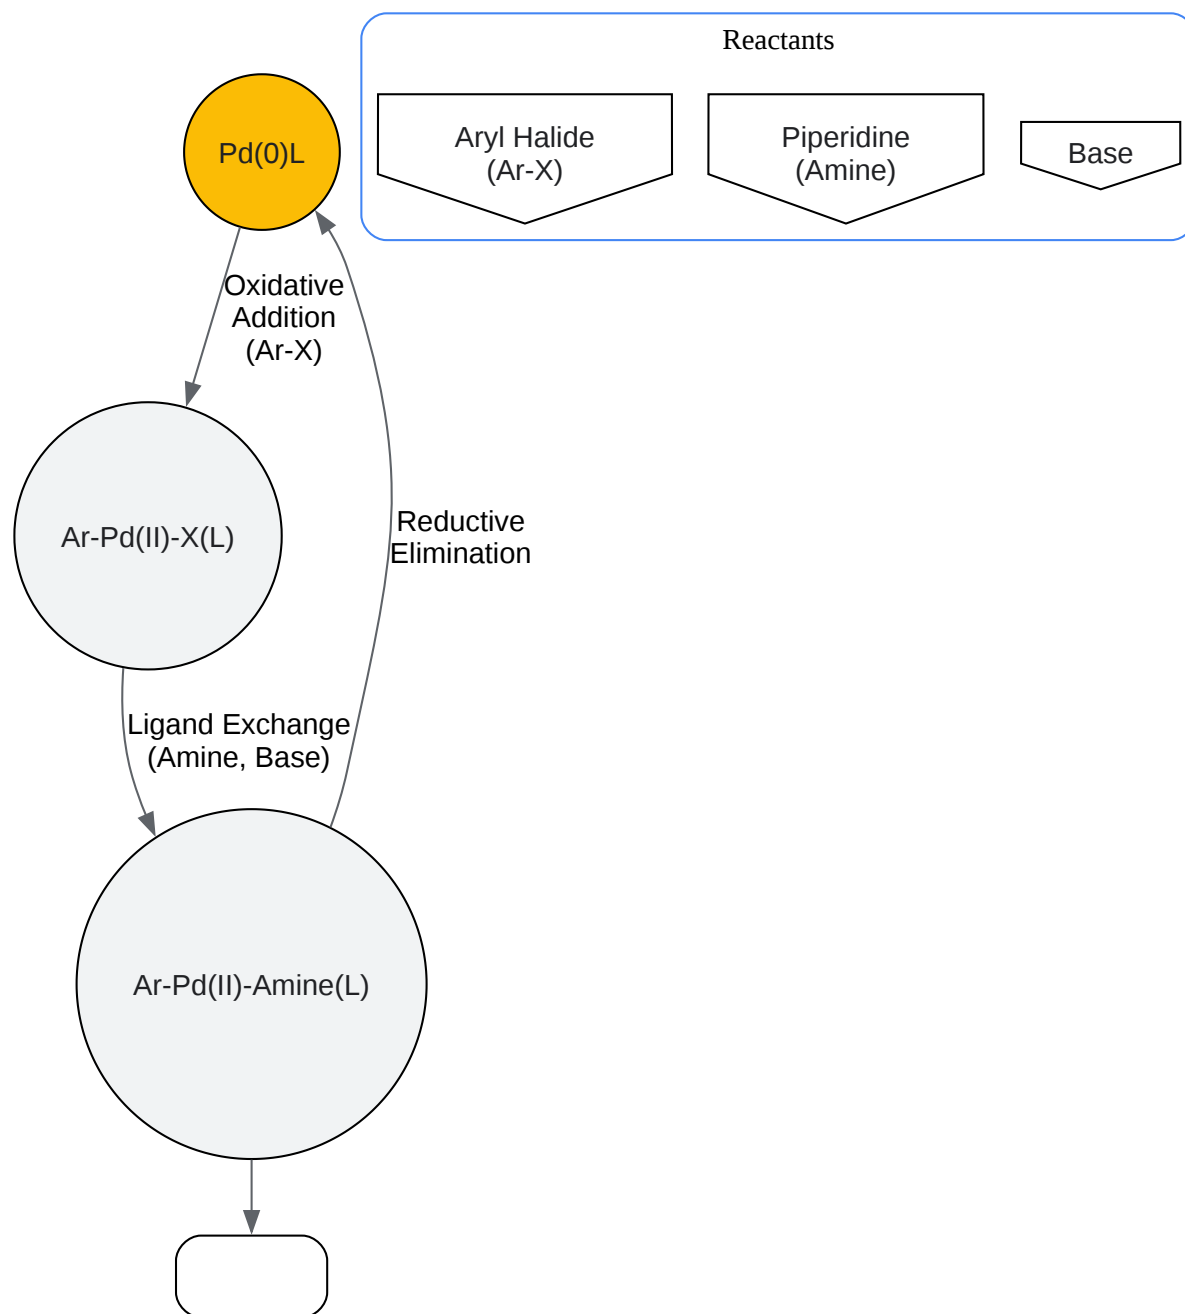 Reactants
Pd(0)L
Aryl Halide
(Ar-X)
Piperidine
(Amine)
Base
Oxidative
Addition
(Ar-X)
Ar-Pd(II)-X(L)
Reductive
Elimination
Ligand Exchange
(Amine, Base)
Ar-Pd(II)-Amine(L)